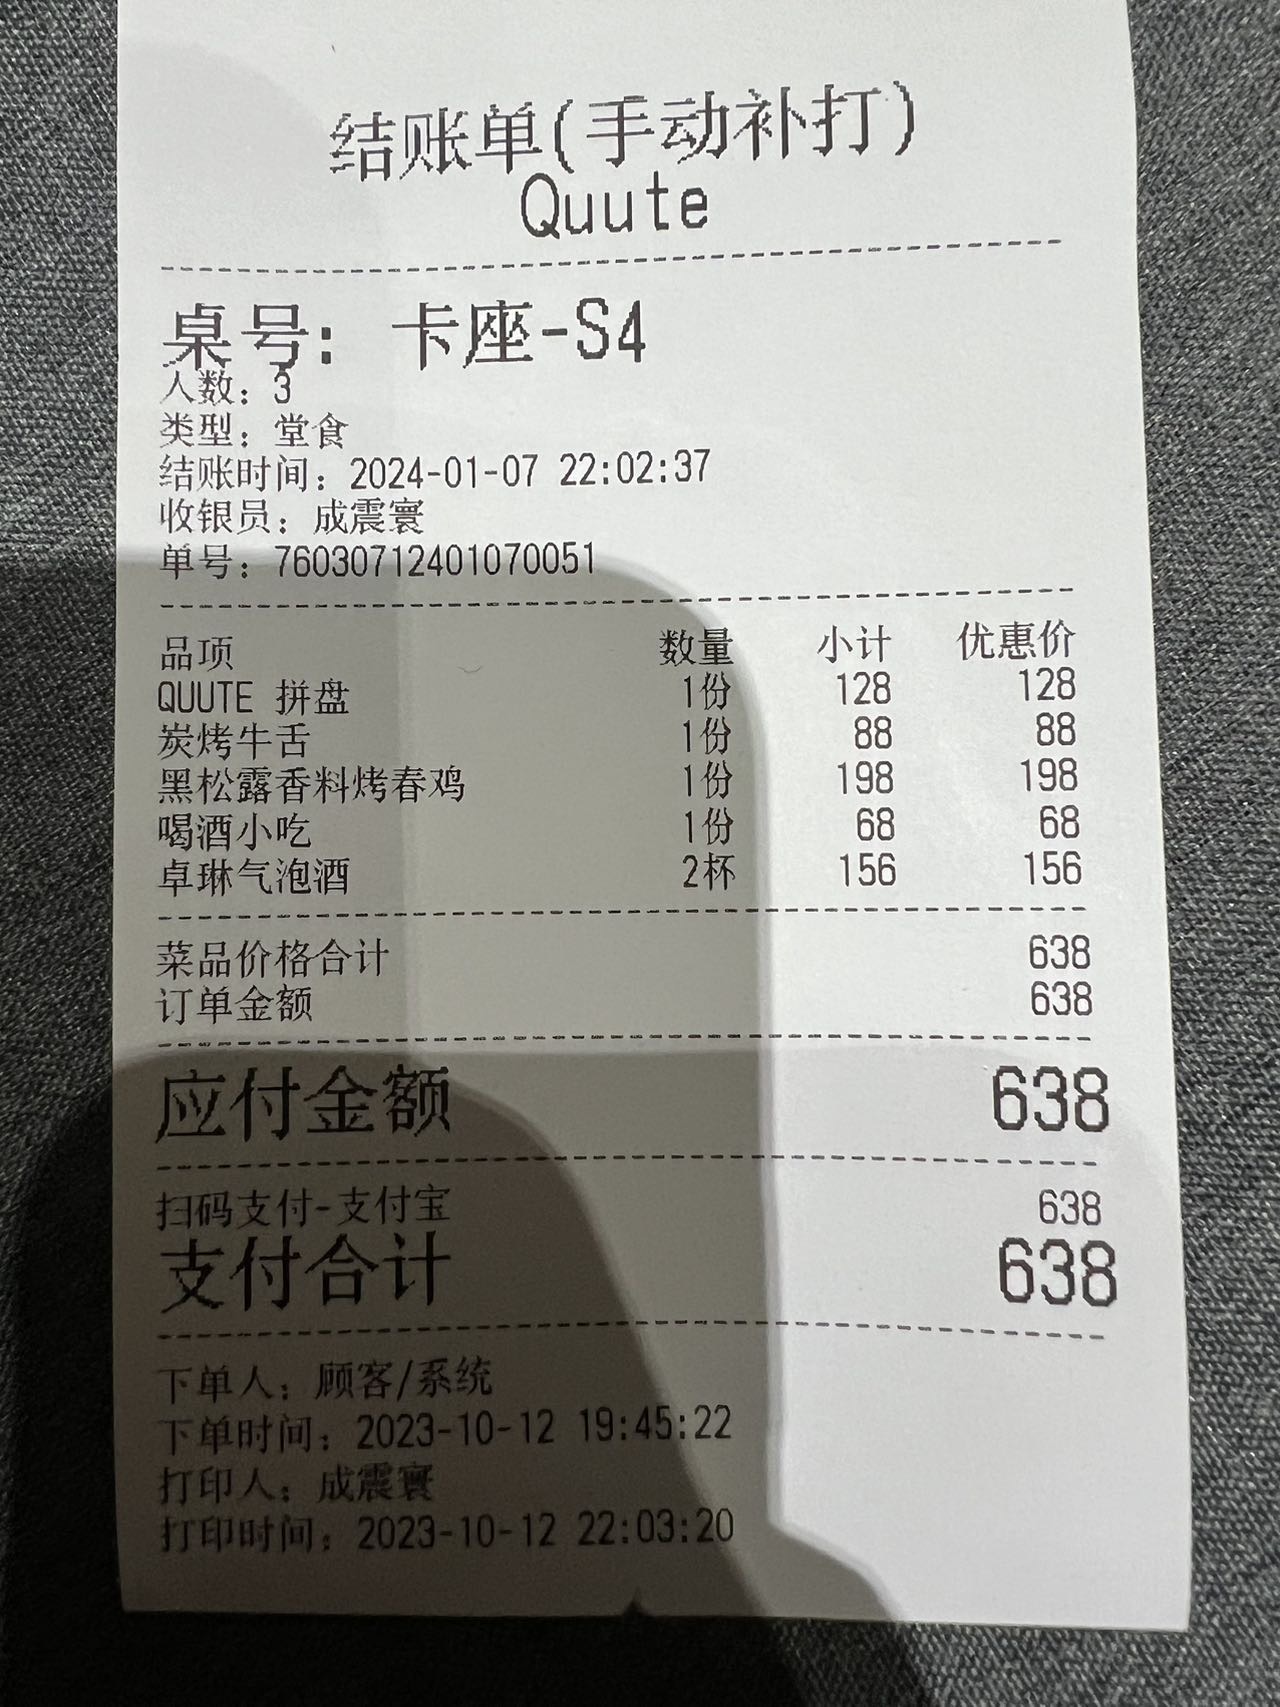 结账单(手动补打)
Quute
桌号: 卡座-S4
人数: 3
类型: 堂食
结账时间: 2024-01-07 22:02:37
收银员: 成震寰
单号: 76030712401070051
品项 数量 小计 优惠价
QUUTE 拼盘 1份 128 128
炭烤牛舌 1份 88 88
黑松露香料烤春鸡 1份 198 198
喝酒小吃 1份 68 68
卓琳气泡酒 2杯 156 156
菜品价格合计 638
订单金额 638
应付金额 638
扫码支付-支付宝 638
支付合计 638
下单人: 顾客/系统
下单时间: 2023-10-12 19:45:22
打印人: 成震寰
打印时间: 2023-10-12 22:03:20